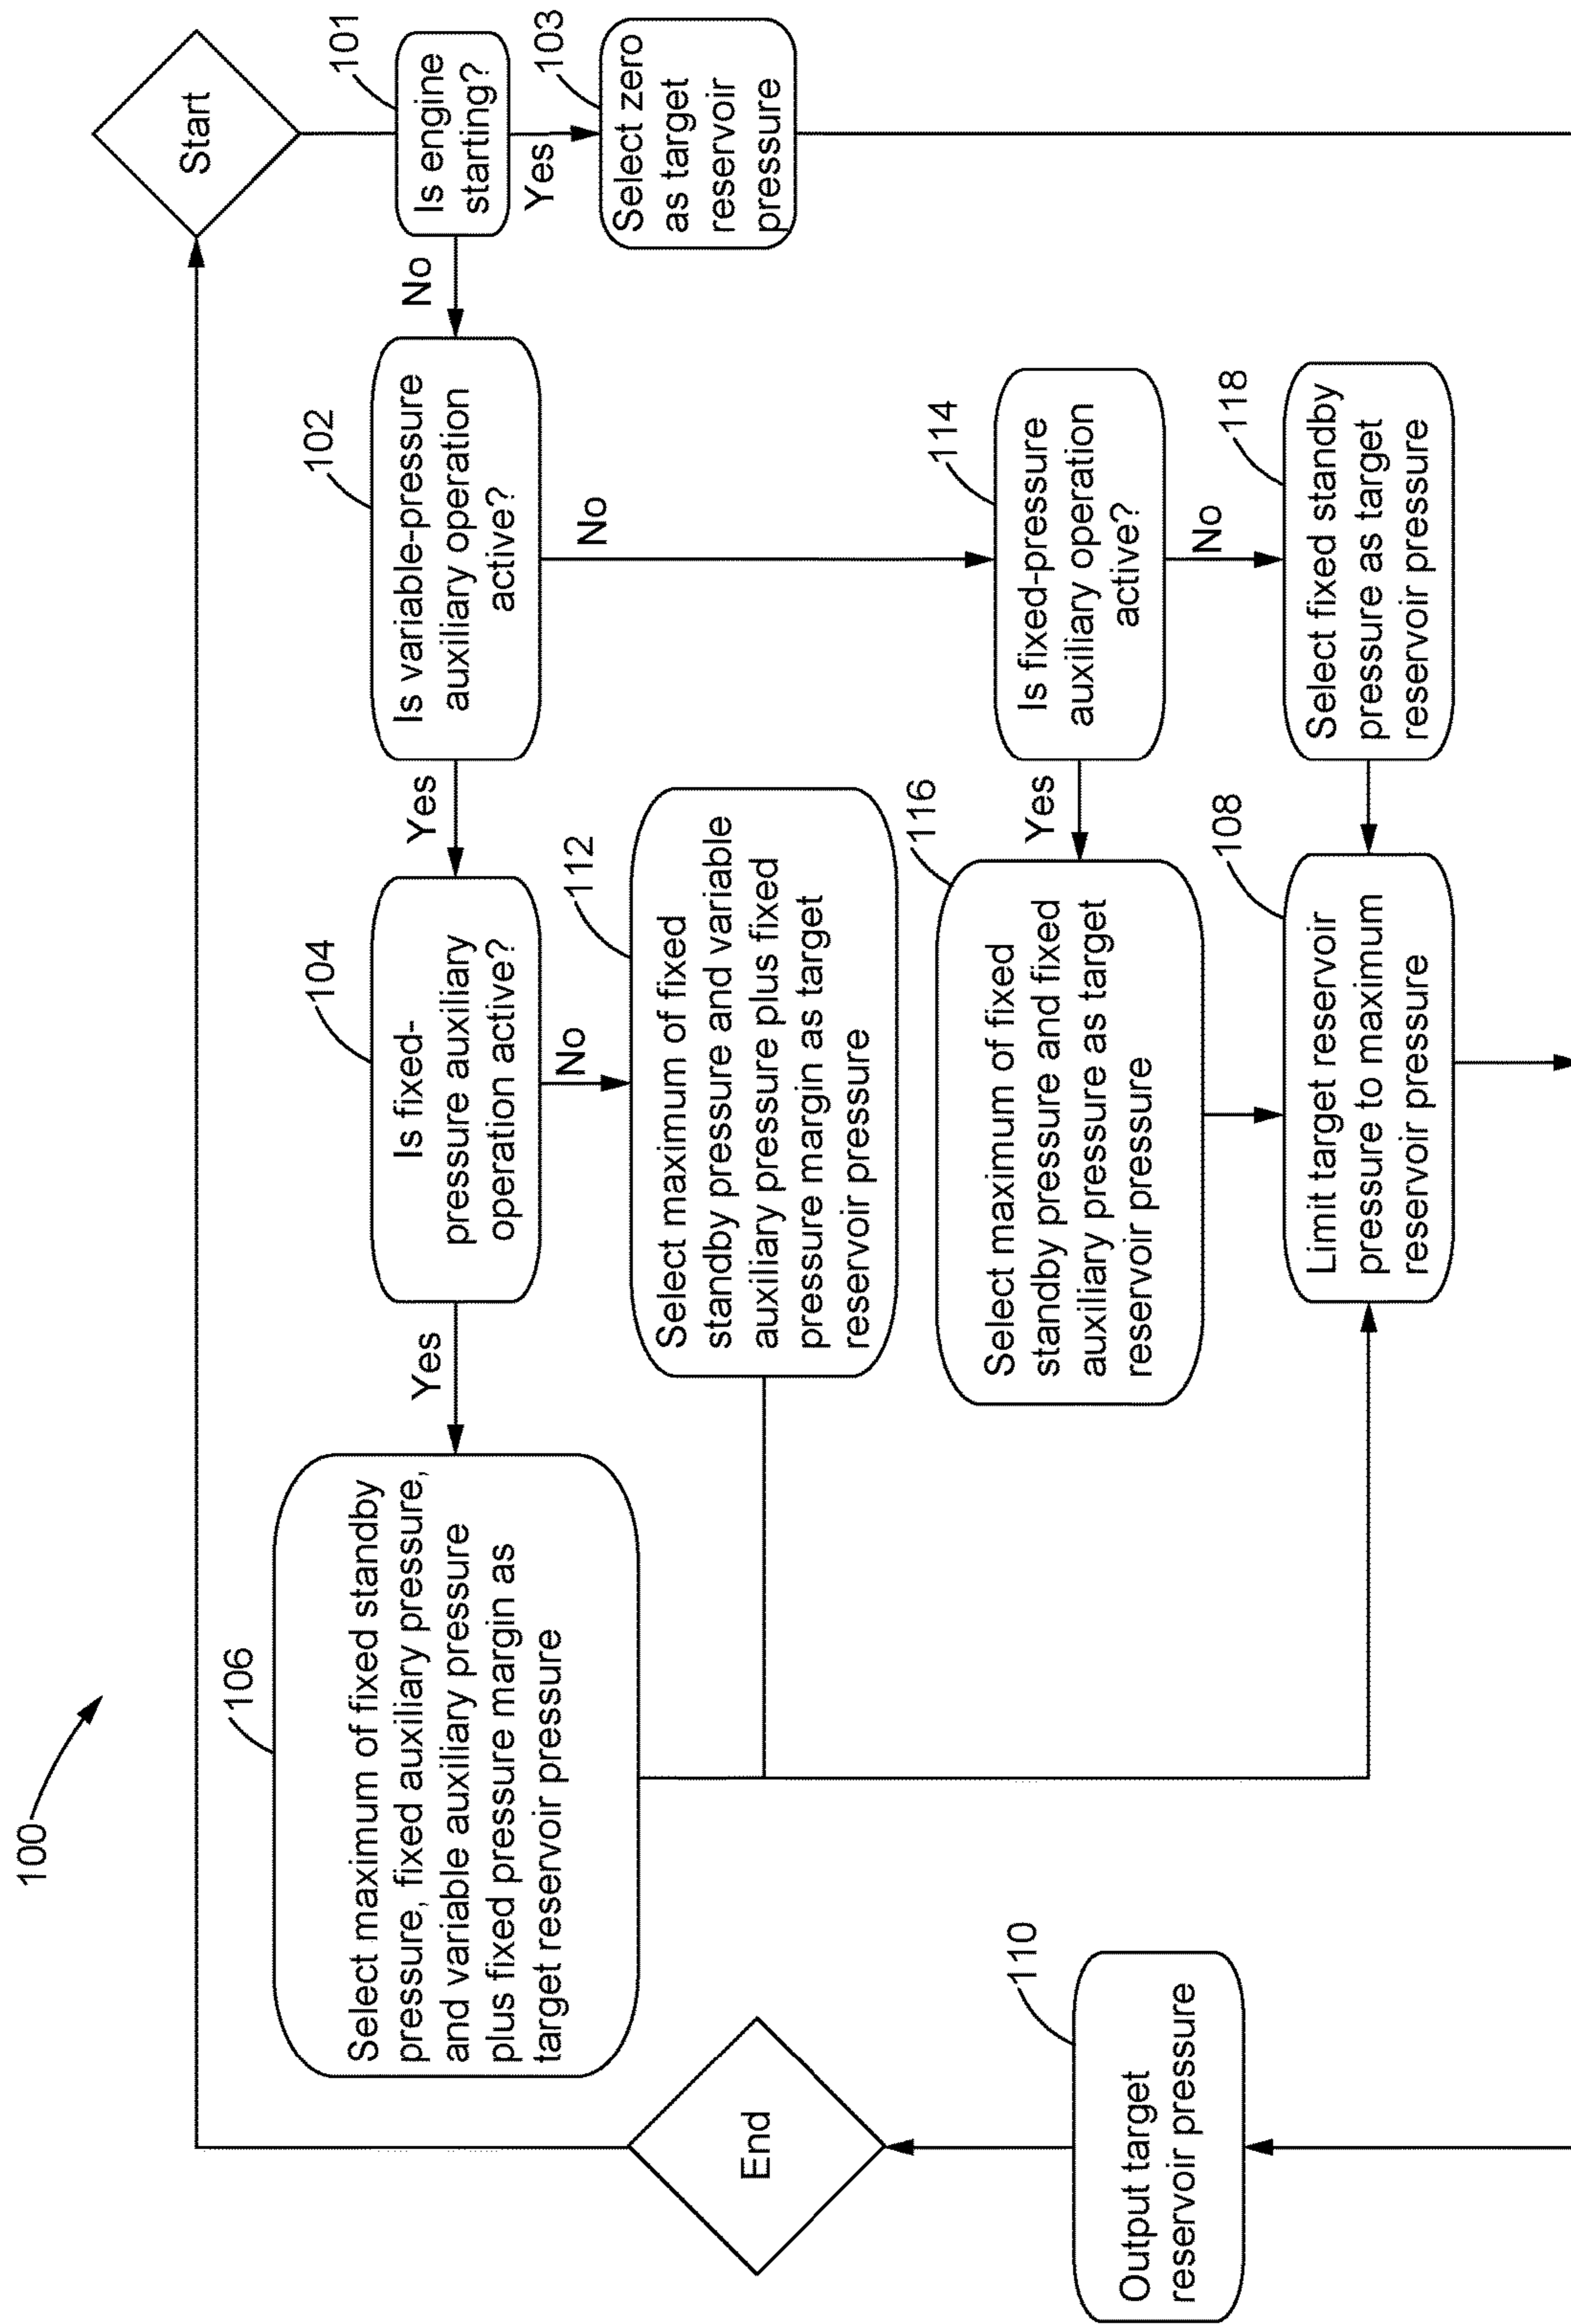 100
Start
101
Is engine
starting?
No
Yes
103
Select zero
as target
reservoir
pressure
102
Is variable-pressure
auxiliary operation
active?
Yes
No
104
Is fixed-
pressure auxiliary
operation active?
Yes
No
106
Select maximum of fixed standby
pressure, fixed auxiliary pressure,
and variable auxiliary pressure
plus fixed pressure margin as
target reservoir pressure
112
Select maximum of fixed
standby pressure and variable
auxiliary pressure plus fixed
pressure margin as target
reservoir pressure
114
Is fixed-pressure
auxiliary operation
active?
Yes
No
116
Select maximum of fixed
standby pressure and fixed
auxiliary pressure as target
reservoir pressure
118
Select fixed standby
pressure as target
reservoir pressure
108
Limit target reservoir
pressure to maximum
reservoir pressure
110
Output target
reservoir pressure
End